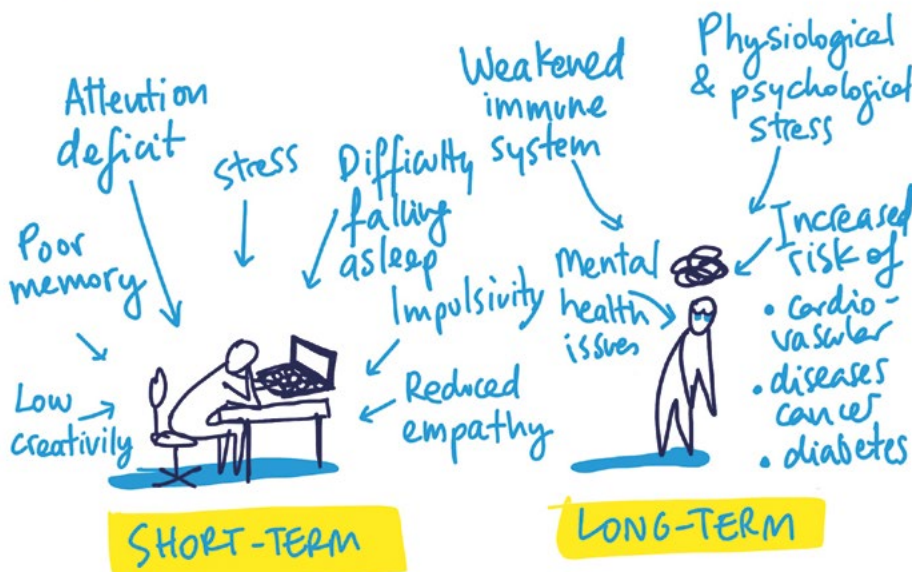 Attention
deficit
stress
Difficulty
falling
asleep
Poor
memory
Impulsivity
Low
creativity
Reduced
empathy
SHORT-TERM
Weakened
immune
system
Physiological
& psychological
stress
Mental
health
issues
Increased
risk of
• cardio-
vascular
• diseases
cancer
• diabetes
LONG-TERM